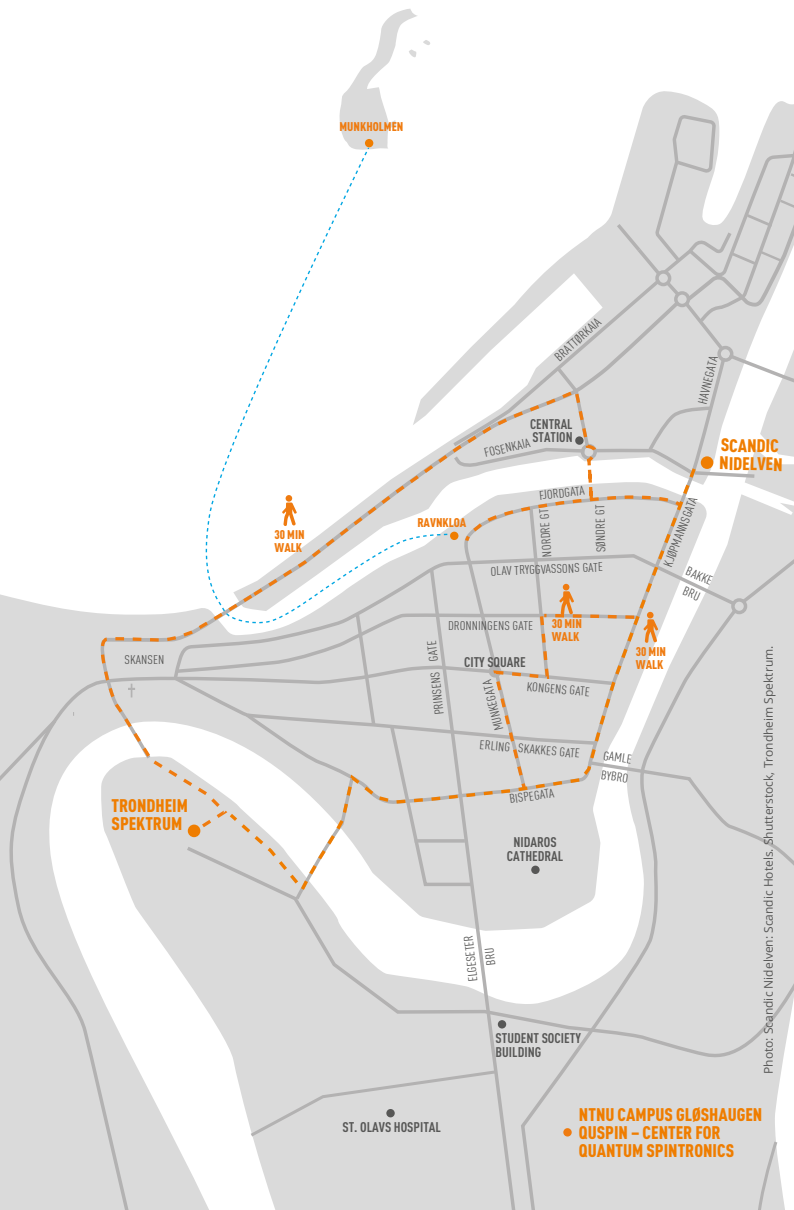 MUNKHOLMEN
BRATTØRKAIA
HAVNEGATA
CENTRAL
STATION
FOSENKAIA
SCANDIC
NIDELVEN
FJORDGATA
RAVNKLOA
30 MIN
WALK
NORDRE GT
SØNDRE GT
KJØPMANNSGATA
OLAV TRYGGVASSONS GATE
BAKKE
BRU
DRONNINGENS GATE
30 MIN
WALK
30 MIN
WALK
SKANSEN
PRINSENS GATE
CITY SQUARE
MUNKEGATA
KONGENS GATE
ERLING SKAKKES GATE
GAMLE
BYBRO
BISPEGATA
TRONDHEIM
SPEKTRUM
NIDAROS
CATHEDRAL
ELGESETER
BRU
STUDENT SOCIETY
BUILDING
ST. OLAVS HOSPITAL
NTNU CAMPUS GLØSHAUGEN
QUSPIN – CENTER FOR
QUANTUM SPINTRONICS
Photo: Scandic Nidelven: Scandic Hotels. Shutterstock, Trondheim Spektrum.